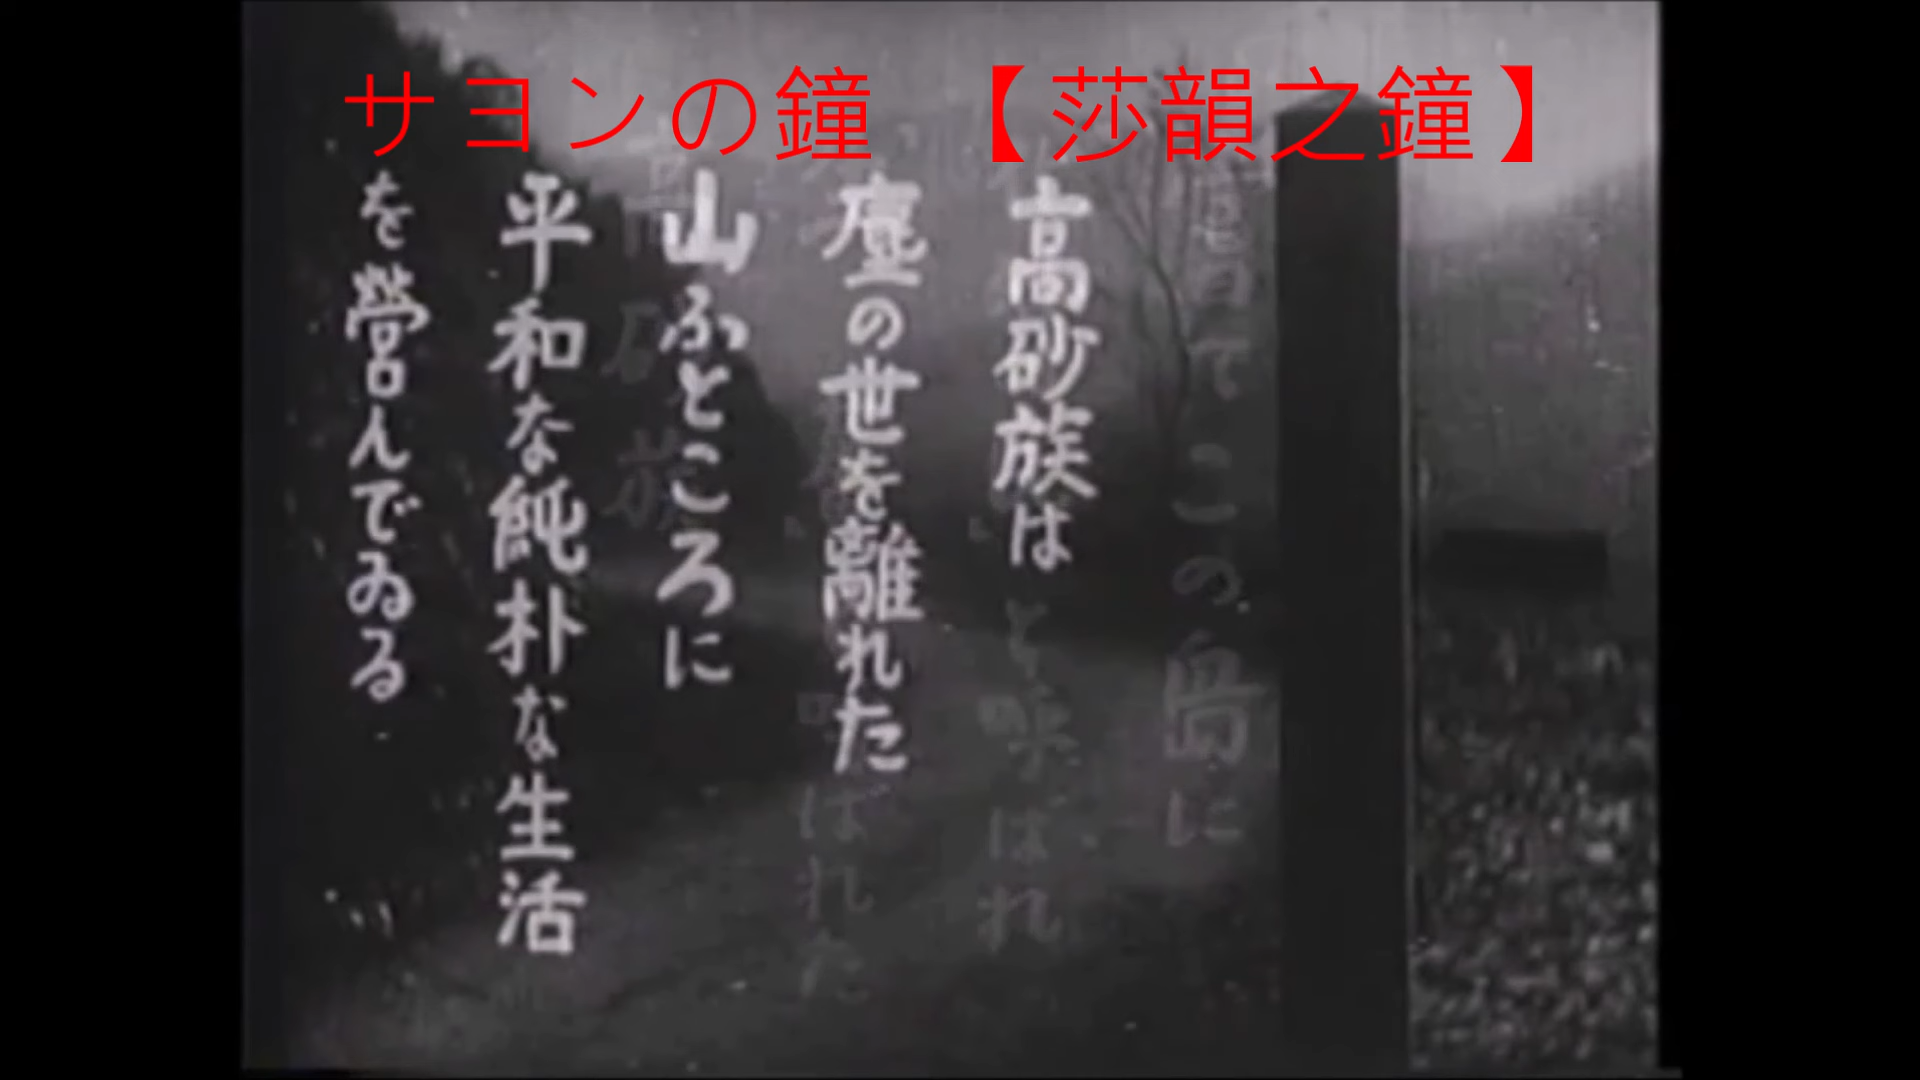 サヨンの鐘 【莎韻之鐘】
高砂族は
塵の世を離れた
山ふところに
平和な純朴な生活
を営んでゐる